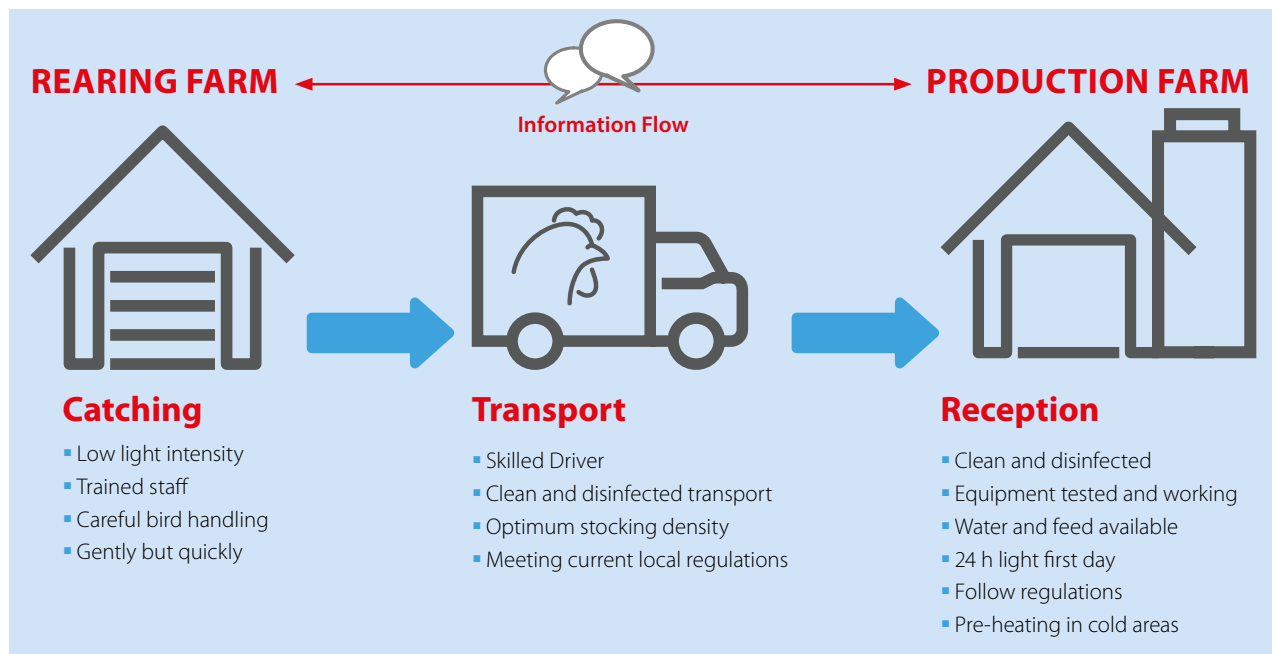 REARING FARM
PRODUCTION FARM
Information Flow
Catching
Low light intensity
Trained staff
Careful bird handling
Gently but quickly
Transport
Skilled Driver
Clean and disinfected transport
Optimum stocking density
Meeting current local regulations
Reception
Clean and disinfected
Equipment tested and working
Water and feed available
24 h light first day
Follow regulations
Pre-heating in cold areas